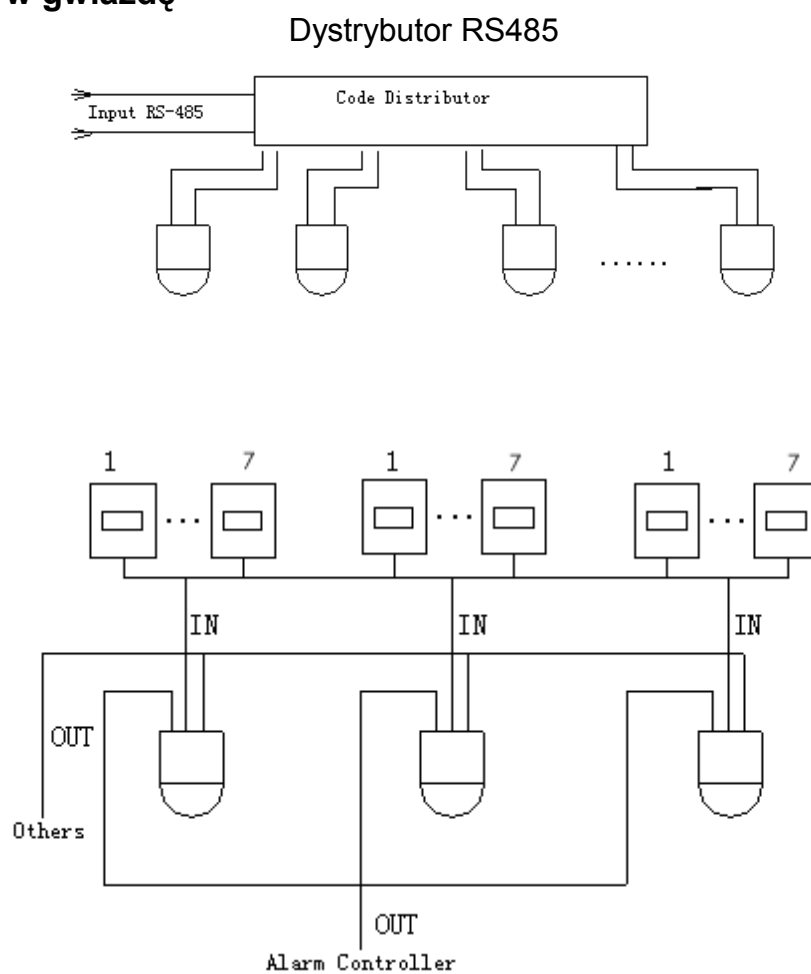 w gwiazdę
Dystrybutor RS485
Code Distributor
Input RS-485
......
1 7 1 7 1 7
... ... ...
IN IN IN
OUT
Others
OUT
Alarm Controller